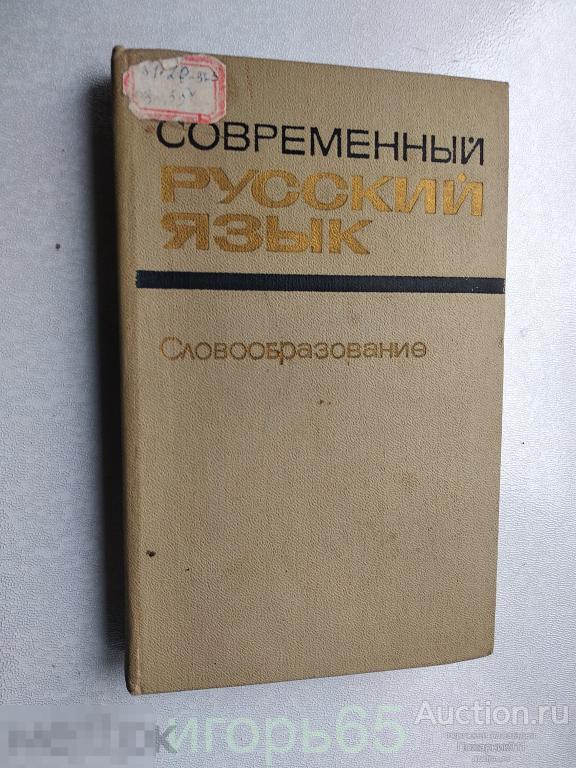 СОВРЕМЕННЫЙ
РУССКИЙ
ЯЗЫК
Словообразование
игорь65
Auction.ru